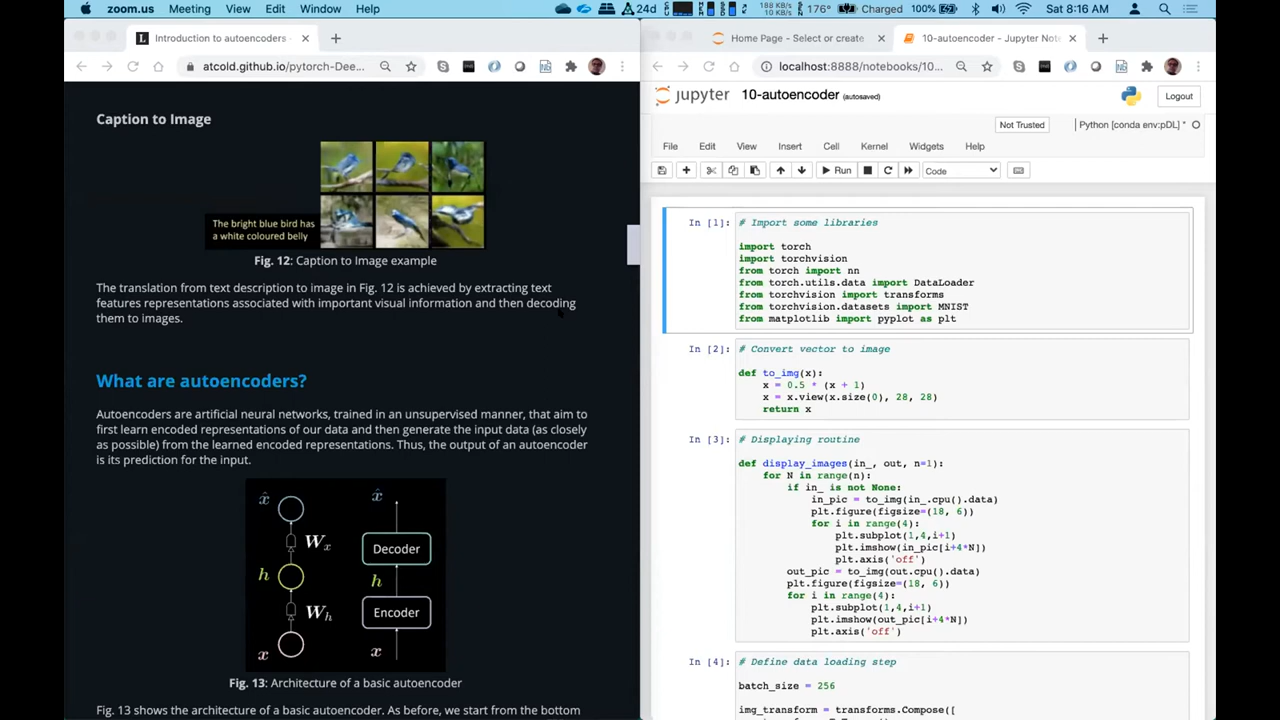 zoom.us Meeting View Edit Window Help
24d 188 KB/s 10 KB/s 176° Charged 100% Sat 8:16 AM
Introduction to autoencoders
atcold.github.io/pytorch-Dee...
Caption to Image
The bright blue bird has
a white coloured belly
Fig. 12: Caption to Image example
The translation from text description to image in Fig. 12 is achieved by extracting text
features representations associated with important visual information and then decoding
them to images.
What are autoencoders?
Autoencoders are artificial neural networks, trained in an unsupervised manner, that aim to
first learn encoded representations of our data and then generate the input data (as closely
as possible) from the learned encoded representations. Thus, the output of an autoencoder
is its prediction for the input.
x̂ x̂
Wx Decoder
h h
Wh Encoder
x x
Fig. 13: Architecture of a basic autoencoder
Fig. 13 shows the architecture of a basic autoencoder. As before, we start from the bottom
Home Page - Select or create 10-autoencoder - Jupyter Not
localhost:8888/notebooks/10...
jupyter 10-autoencoder (autosaved) Logout
Not Trusted Python [conda env:pDL] *
File Edit View Insert Cell Kernel Widgets Help
Run Code
In [1]: # Import some libraries
import torch
import torchvision
from torch import nn
from torch.utils.data import DataLoader
from torchvision import transforms
from torchvision.datasets import MNIST
from matplotlib import pyplot as plt
In [2]: # Convert vector to image
def to_img(x):
x = 0.5 * (x + 1)
x = x.view(x.size(0), 28, 28)
return x
In [3]: # Displaying routine
def display_images(in_, out, n=1):
for N in range(n):
if in_ is not None:
in_pic = to_img(in_.cpu().data)
plt.figure(figsize=(18, 6))
for i in range(4):
plt.subplot(1,4,i+1)
plt.imshow(in_pic[i+4*N])
plt.axis('off')
out_pic = to_img(out.cpu().data)
plt.figure(figsize=(18, 6))
for i in range(4):
plt.subplot(1,4,i+1)
plt.imshow(out_pic[i+4*N])
plt.axis('off')
In [4]: # Define data loading step
batch_size = 256
img_transform = transforms.Compose([